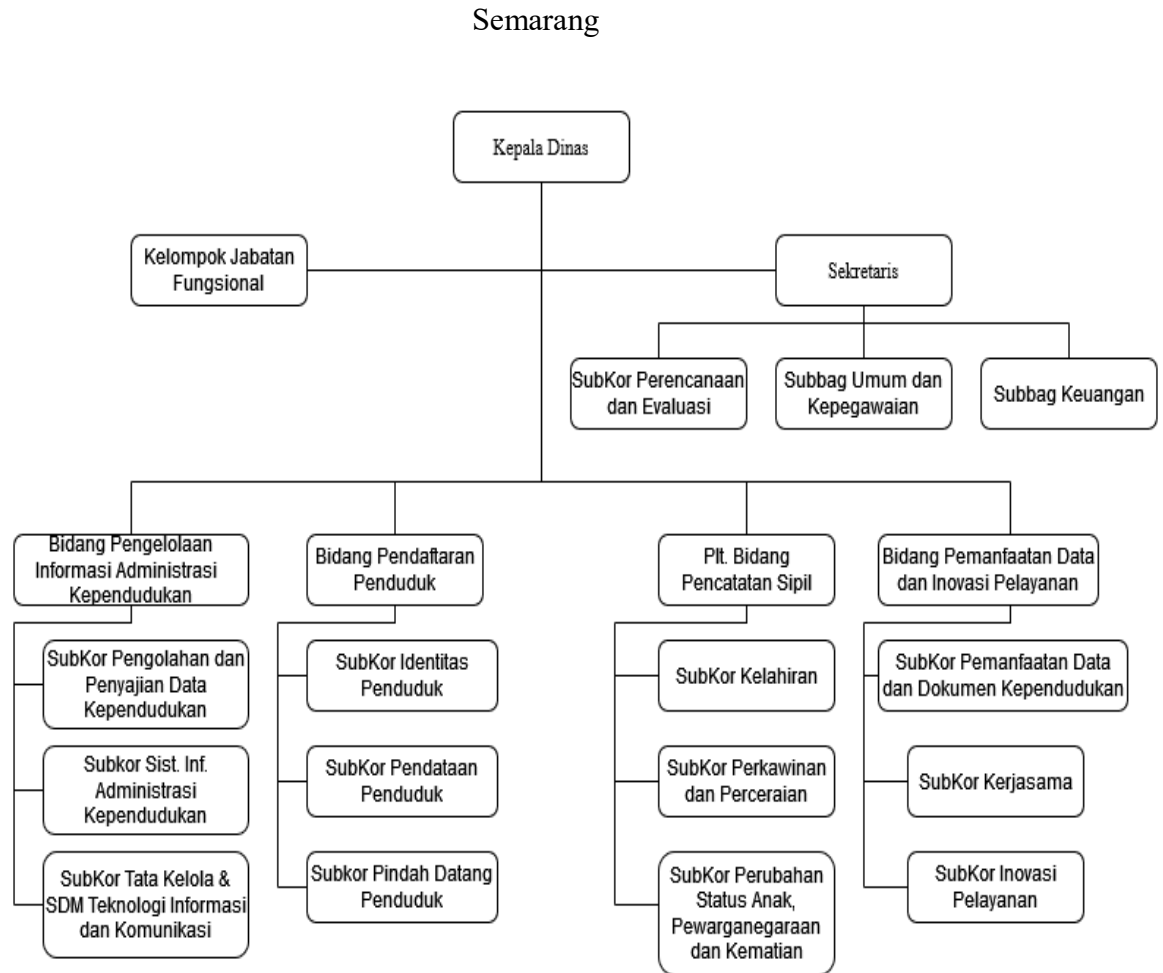 Semarang
Kepala Dinas
Kelompok Jabatan
Fungsional
Sekretaris
SubKor Perencanaan
dan Evaluasi
Subbag Umum dan
Kepegawaian
Subbag Keuangan
Bidang Pengelolaan
Informasi Administrasi
Kependudukan
Bidang Pendaftaran
Penduduk
Plt. Bidang
Pencatatan Sipil
Bidang Pemanfaatan Data
dan Inovasi Pelayanan
SubKor Pengolahan dan
Penyajian Data
Kependudukan
SubKor Identitas
Penduduk
SubKor Kelahiran
SubKor Pemanfaatan Data
dan Dokumen Kependudukan
Subkor Sist. Inf.
Administrasi
Kependudukan
SubKor Pendataan
Penduduk
SubKor Perkawinan
dan Perceraian
SubKor Kerjasama
SubKor Tata Kelola &
SDM Teknologi Informasi
dan Komunikasi
Subkor Pindah Datang
Penduduk
SubKor Perubahan
Status Anak,
Pewarganegaraan
dan Kematian
SubKor Inovasi
Pelayanan